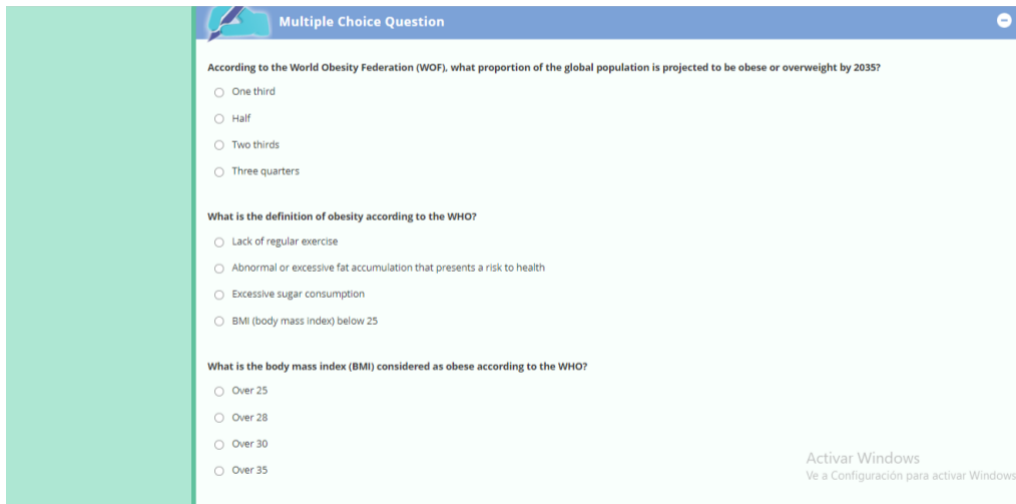 Multiple Choice Question
According to the World Obesity Federation (WOF), what proportion of the global population is projected to be obese or overweight by 2035?
One third
Half
Two thirds
Three quarters
What is the definition of obesity according to the WHO?
Lack of regular exercise
Abnormal or excessive fat accumulation that presents a risk to health
Excessive sugar consumption
BMI (body mass index) below 25
What is the body mass index (BMI) considered as obese according to the WHO?
Over 25
Over 28
Over 30
Over 35
Activar Windows
Ve a Configuración para activar Windows